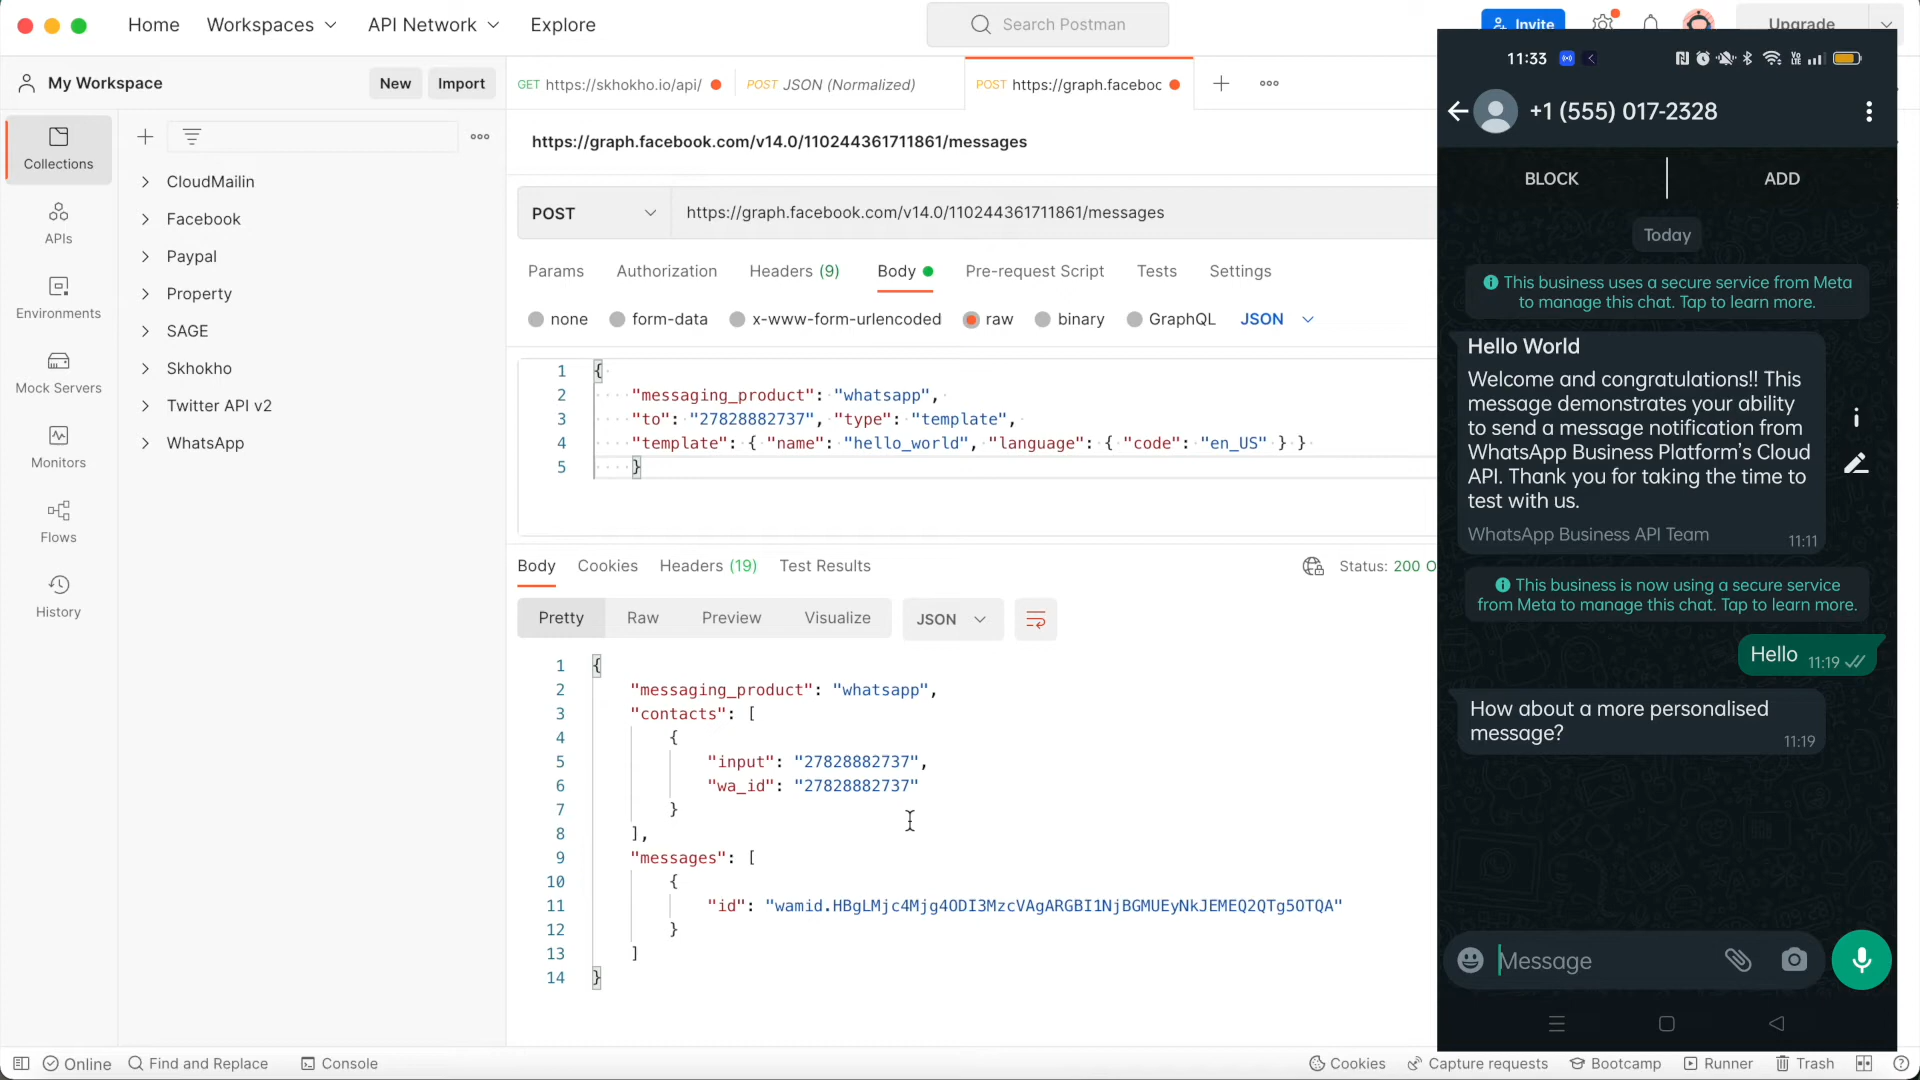 Home
Workspaces
API Network
Explore
Search Postman
Invite
Upgrade
My Workspace
New
Import
GET https://skhokho.io/api/
POST JSON (Normalized)
POST https://graph.faceboc
Collections
APIs
Environments
Mock Servers
Monitors
Flows
History
CloudMailin
Facebook
Paypal
Property
SAGE
Skhokho
Twitter API v2
WhatsApp
https://graph.facebook.com/v14.0/110244361711861/messages
POST
https://graph.facebook.com/v14.0/110244361711861/messages
Params
Authorization
Headers (9)
Body
Pre-request Script
Tests
Settings
none
form-data
x-www-form-urlencoded
raw
binary
GraphQL
JSON
1 {
2 "messaging_product": "whatsapp",
3 "to": "27828882737", "type": "template",
4 "template": { "name": "hello_world", "language": { "code": "en_US" } }
5 }
Body
Cookies
Headers (19)
Test Results
Status: 200 O
Pretty
Raw
Preview
Visualize
JSON
1 {
2 "messaging_product": "whatsapp",
3 "contacts": [
4 {
5 "input": "27828882737",
6 "wa_id": "27828882737"
7 }
8 ],
9 "messages": [
10 {
11 "id": "wamid.HBgLMjc4Mjg4ODI3MzcVAgARGBI1NjBGMUEyNkJEMEQ2QTg5OTQA"
12 }
13 ]
14 }
Online
Find and Replace
Console
Cookies
Capture requests
Bootcamp
Runner
Trash
11:33
+1 (555) 017-2328
BLOCK
ADD
Today
This business uses a secure service from Meta
to manage this chat. Tap to learn more.
Hello World
Welcome and congratulations!! This
message demonstrates your ability
to send a message notification from
WhatsApp Business Platform's Cloud
API. Thank you for taking the time to
test with us.
WhatsApp Business API Team
11:11
This business is now using a secure service
from Meta to manage this chat. Tap to learn more.
Hello 11:19
How about a more personalised
message?
11:19
Message